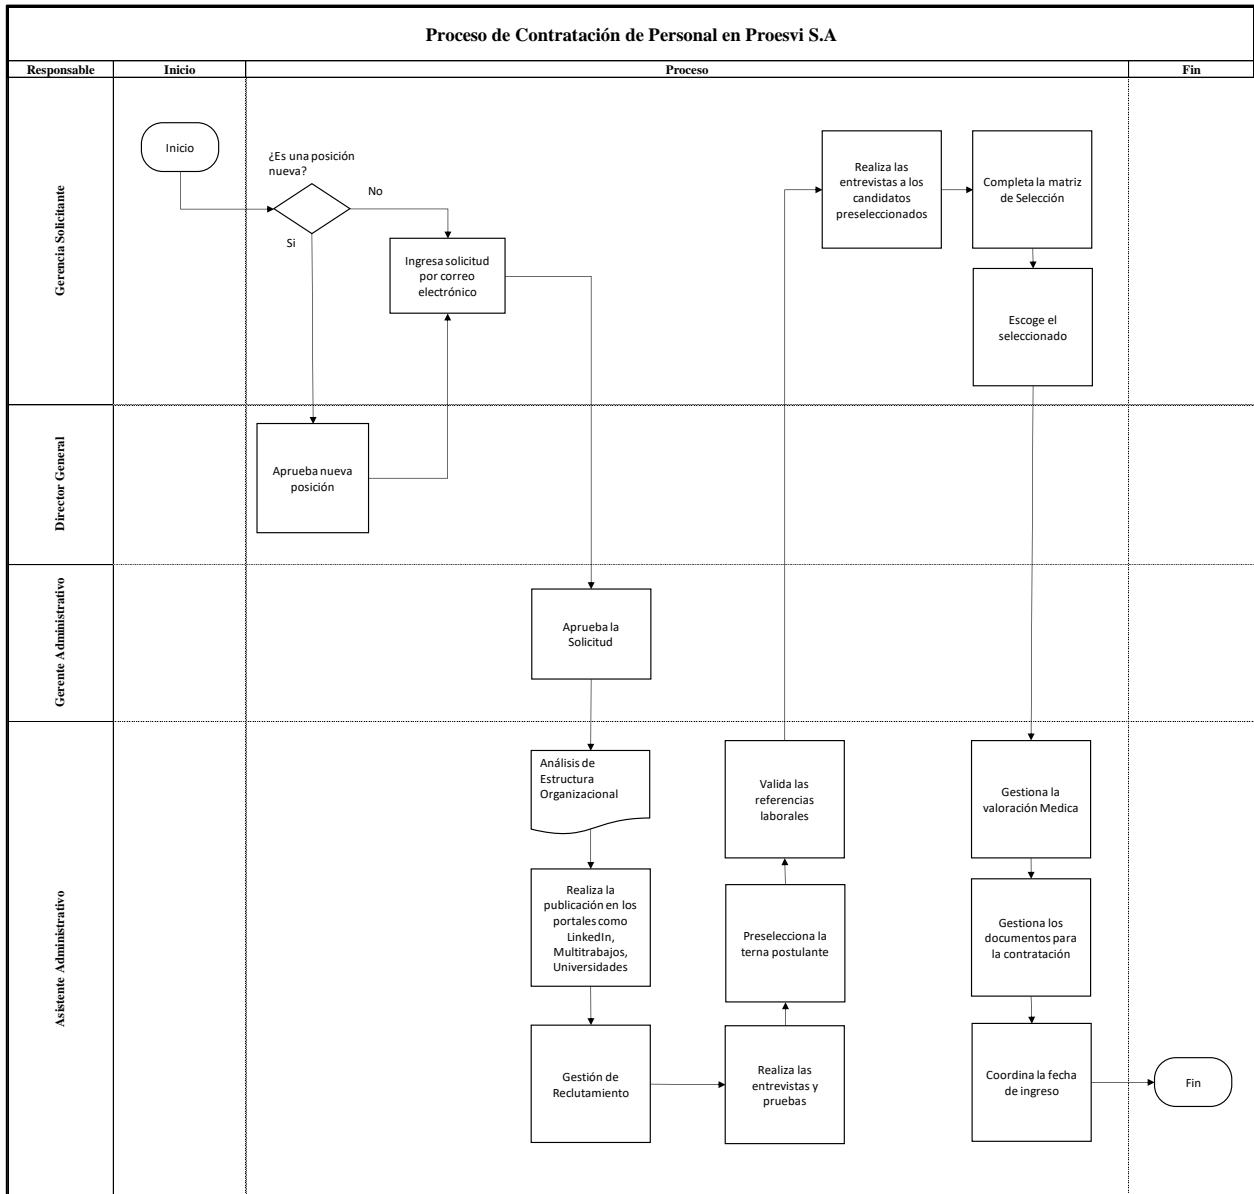 Proceso de Contratación de Personal en Proesvi S.A
Responsable
Inicio
Proceso
Fin
Gerencia Solicitante
Inicio
¿Es una posición
nueva?
No
Si
Ingresa solicitud
por correo
electrónico
Realiza las
entrevistas a los
candidatos
preseleccionados
Completa la matriz
de Selección
Escoge el
seleccionado
Director General
Aprueba nueva
posición
Gerente Administrativo
Aprueba la
Solicitud
Asistente Administrativo
Análisis de
Estructura
Organizacional
Realiza la
publicación en los
portales como
LinkedIn,
Multitrabajos,
Universidades
Gestión de
Reclutamiento
Realiza las
entrevistas y
pruebas
Preselecciona la
terna postulante
Valida las
referencias
laborales
Gestiona la
valoración Medica
Gestiona los
documentos para
la contratación
Coordina la fecha
de ingreso
Fin